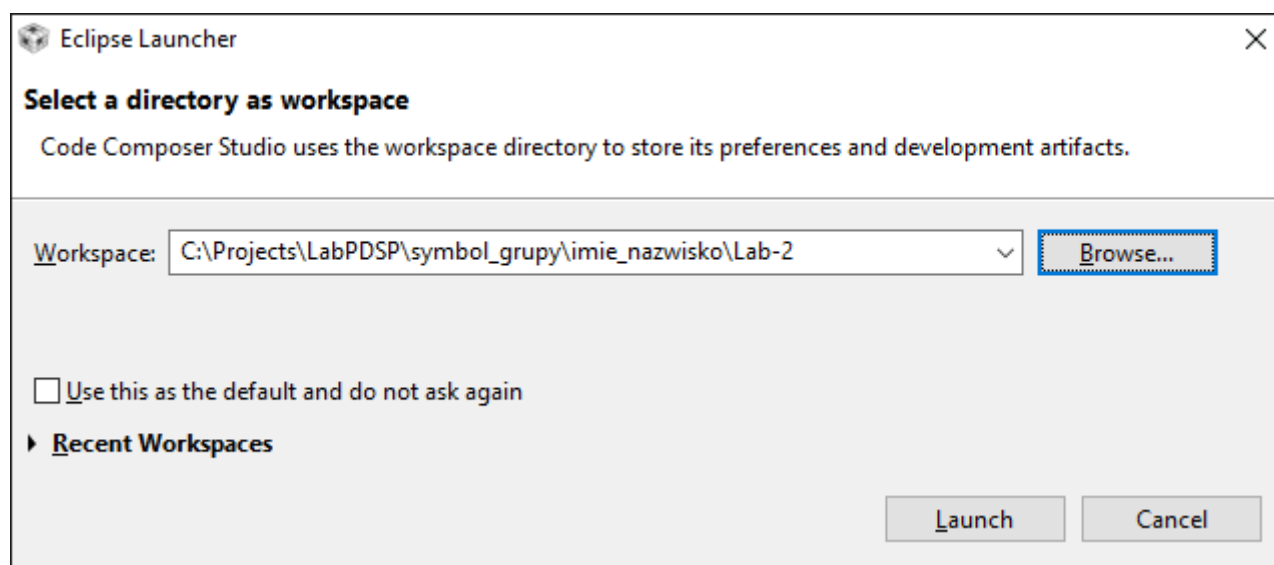 Eclipse Launcher
Select a directory as workspace
Code Composer Studio uses the workspace directory to store its preferences and development artifacts.
Workspace: C:\Projects\LabPDSP\symbol_grupy\imie_nazwisko\Lab-2 Browse...
Use this as the default and do not ask again
Recent Workspaces
Launch Cancel